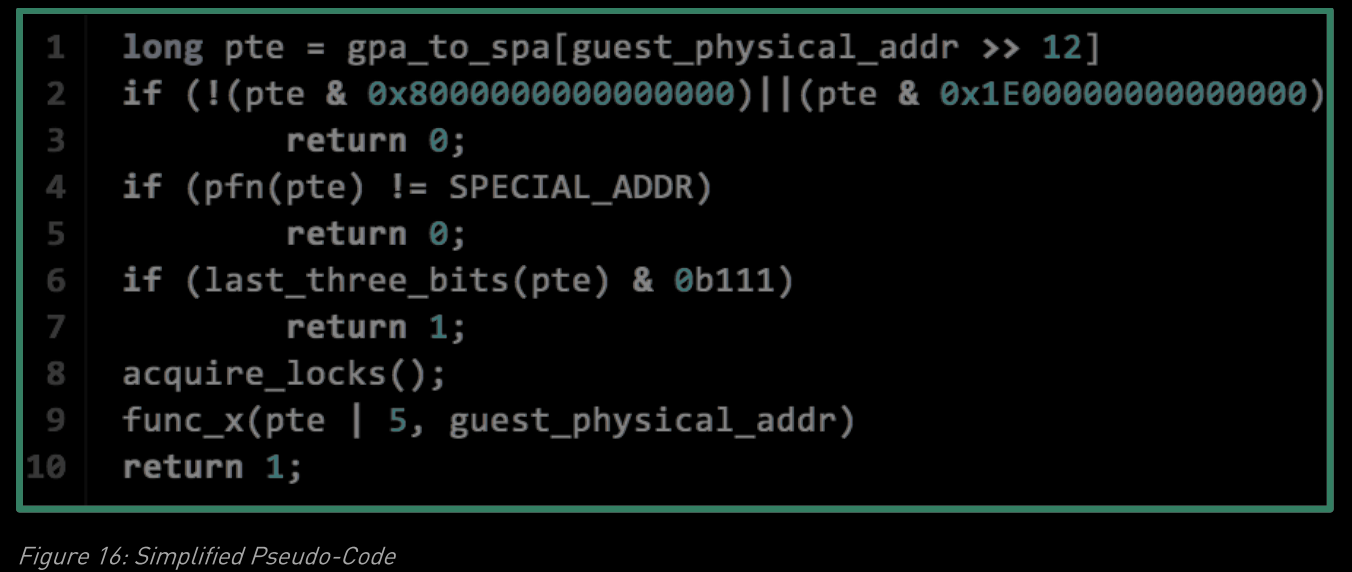 1 long pte = gpa_to_spa[guest_physical_addr >> 12]
2 if (!(pte & 0x8000000000000000)||(pte & 0x1E00000000000000)
3 return 0;
4 if (pfn(pte) != SPECIAL_ADDR)
5 return 0;
6 if (last_three_bits(pte) & 0b111)
7 return 1;
8 acquire_locks();
9 func_x(pte | 5, guest_physical_addr)
10 return 1;
Figure 16: Simplified Pseudo-Code